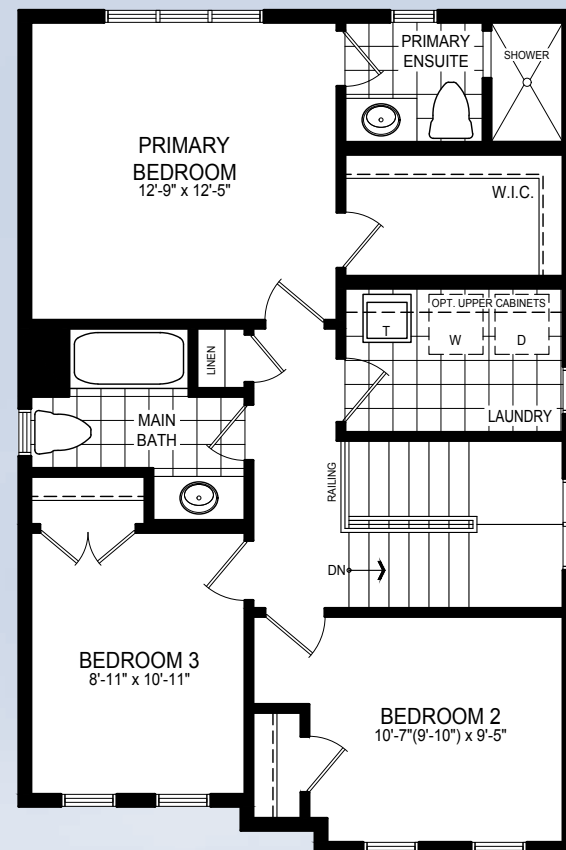 PRIMARY
ENSUITE
SHOWER
PRIMARY
BEDROOM
12'-9" x 12'-5"
W.I.C.
OPT. UPPER CABINETS
T
W
D
LINEN
LAUNDRY
MAIN
BATH
RAILING
DN
BEDROOM 3
8'-11" x 10'-11"
BEDROOM 2
10'-7"(9'-10") x 9'-5"